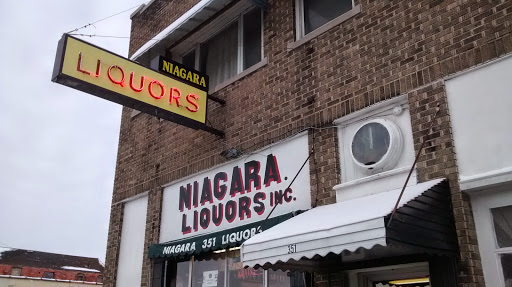 NIAGARA
LIQUORS
NIAGARA.
LIQUORS INC.
NIAGARA 351 LIQUORS
351